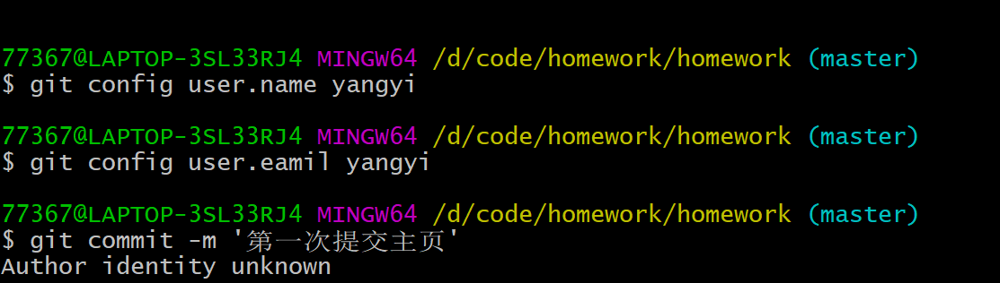 77367@LAPTOP-3SL33RJ4 MINGW64 /d/code/homework/homework (master)
$ git config user.name yangyi
77367@LAPTOP-3SL33RJ4 MINGW64 /d/code/homework/homework (master)
$ git config user.eamil yangyi
77367@LAPTOP-3SL33RJ4 MINGW64 /d/code/homework/homework (master)
$ git commit -m '第一次提交主页'
Author identity unknown